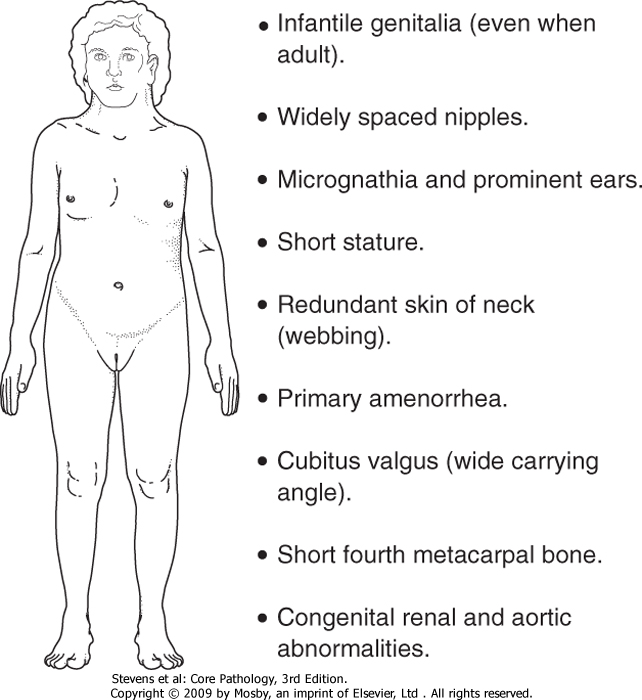 • Infantile genitalia (even when
adult).
• Widely spaced nipples.
• Micrognathia and prominent ears.
• Short stature.
• Redundant skin of neck
(webbing).
• Primary amenorrhea.
• Cubitus valgus (wide carrying
angle).
• Short fourth metacarpal bone.
• Congenital renal and aortic
abnormalities.
Stevens et al: Core Pathology, 3rd Edition.
Copyright © 2009 by Mosby, an imprint of Elsevier, Ltd . All rights reserved.